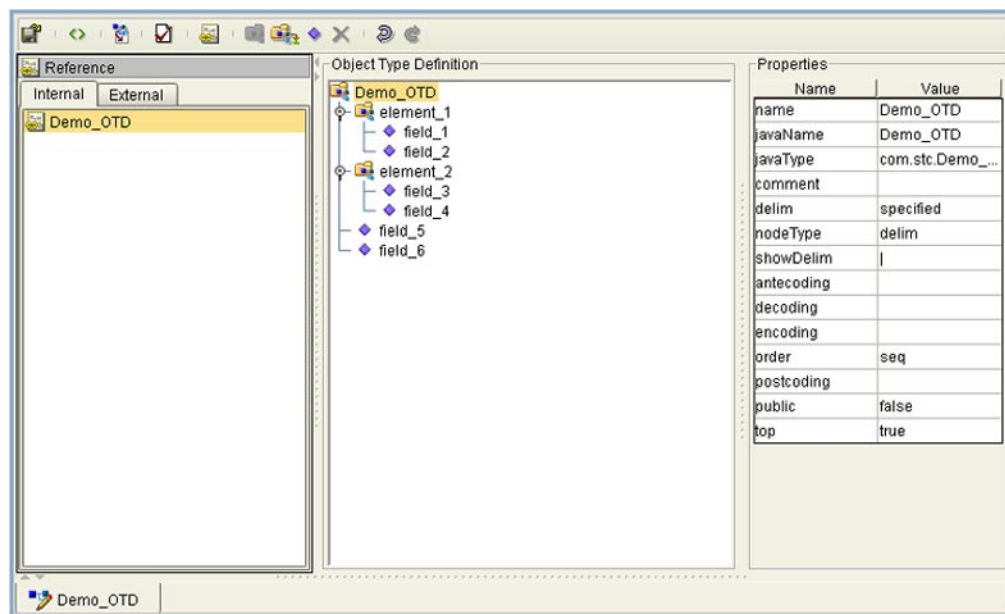 Reference
Internal External
Demo_OTD
Object Type Definition
Demo_OTD
element_1
field_1
field_2
element_2
field_3
field_4
field_5
field_6
Properties
Name Value
name Demo_OTD
javaName Demo_OTD
javaType com.stc.Demo_...
comment
delim specified
nodeType delim
showDelim |
antecoding
decoding
encoding
order seq
postcoding
public false
top true
Demo_OTD